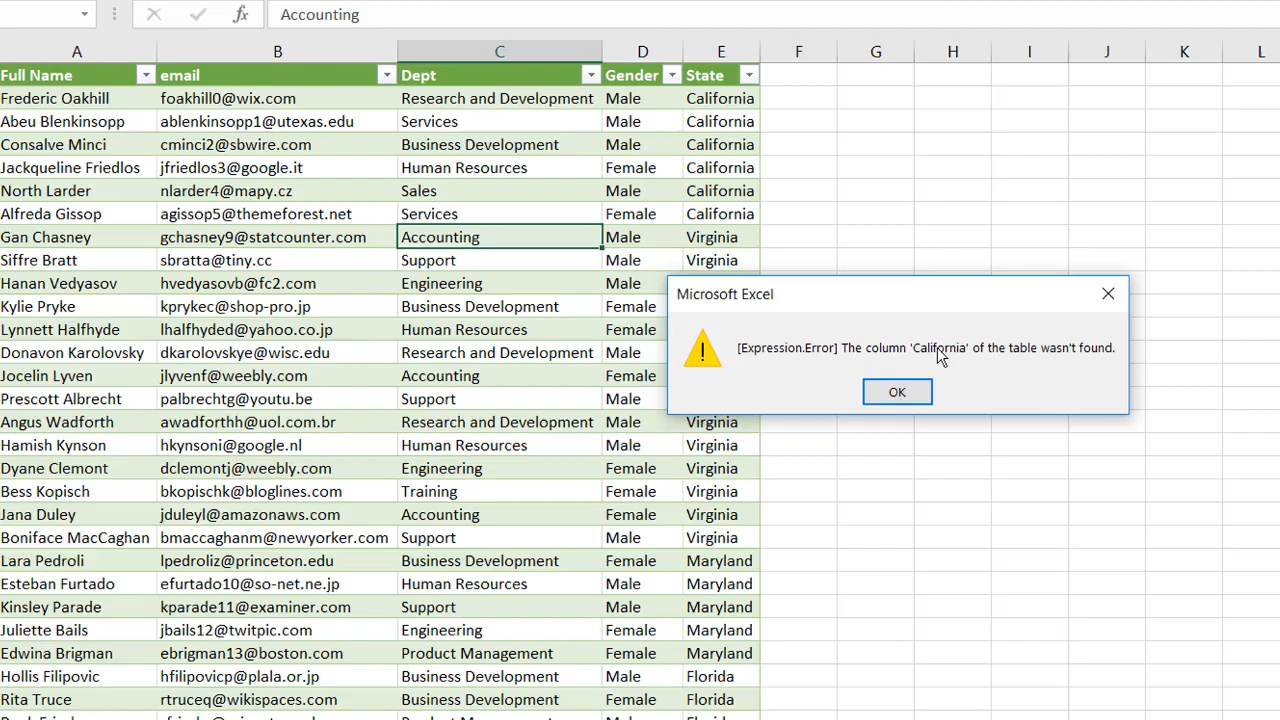 fx Accounting
A B C D E F G H I J K L
Full Name email Dept Gender State
Frederic Oakhill foakhill0@wix.com Research and Development Male California
Abeu Blenkinsopp ablenkinsopp1@utexas.edu Services Male California
Consalve Minci cminci2@sbwire.com Business Development Male California
Jackqueline Friedlos jfriedlos3@google.it Human Resources Female California
North Larder nlarder4@mapy.cz Sales Male California
Alfreda Gissop agissop5@themeforest.net Services Female California
Gan Chasney gchasney9@statcounter.com Accounting Male Virginia
Siffre Bratt sbratta@tiny.cc Support Male Virginia
Hanan Vedyasov hvedyasovb@fc2.com Engineering Male
Kylie Pryke kprykec@shop-pro.jp Business Development Female
Lynnett Halfhyde lhalfhyded@yahoo.co.jp Human Resources Female
Donavon Karolovsky dkarolovskye@wisc.edu Research and Development Male
Jocelin Lyven jlyvenf@weebly.com Accounting Female
Prescott Albrecht palbrechtg@youtu.be Support Male
Angus Wadforth awadforthh@uol.com.br Research and Development Male Virginia
Hamish Kynson hkynsoni@google.nl Human Resources Male Virginia
Dyane Clemont dclemontj@weebly.com Engineering Female Virginia
Bess Kopisch bkopischk@bloglines.com Training Female Virginia
Jana Duley jduleyl@amazonaws.com Accounting Female Virginia
Boniface MacCaghan bmaccaghanm@newyorker.com Support Male Virginia
Lara Pedroli lpedroliz@princeton.edu Business Development Female Maryland
Esteban Furtado efurtado10@so-net.ne.jp Human Resources Male Maryland
Kinsley Parade kparade11@examiner.com Support Male Maryland
Juliette Bails jbails12@twitpic.com Engineering Female Maryland
Edwina Brigman ebrigman13@boston.com Product Management Female Maryland
Hollis Filipovic hfilipovicp@plala.or.jp Business Development Male Florida
Rita Truce rtruceq@wikispaces.com Business Development Female Florida
Microsoft Excel
[Expression.Error] The column 'California' of the table wasn't found.
OK